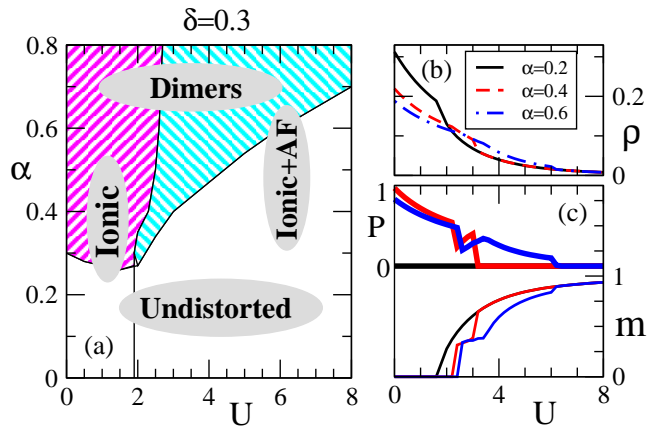 δ=0.3
0.8
0.6
α
0.4
0.2
0
0 2 4 6 8
U
Dimers
Ionic
Ionic+AF
Undistorted
(a)
(b)
α=0.2
α=0.4
α=0.6
0.2
0
ρ
1
P
0
(c)
1
m
0
0 4 8
U